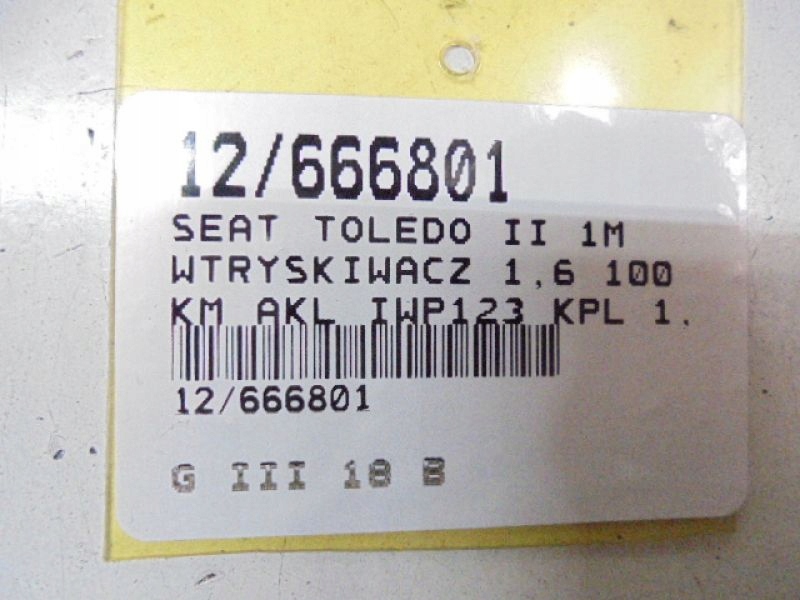 12/666801
SEAT TOLEDO II 1M
WTRYSKIWACZ 1,6 100
KM AKL IWP123 KPL 1.
12/666801
G III 18 B